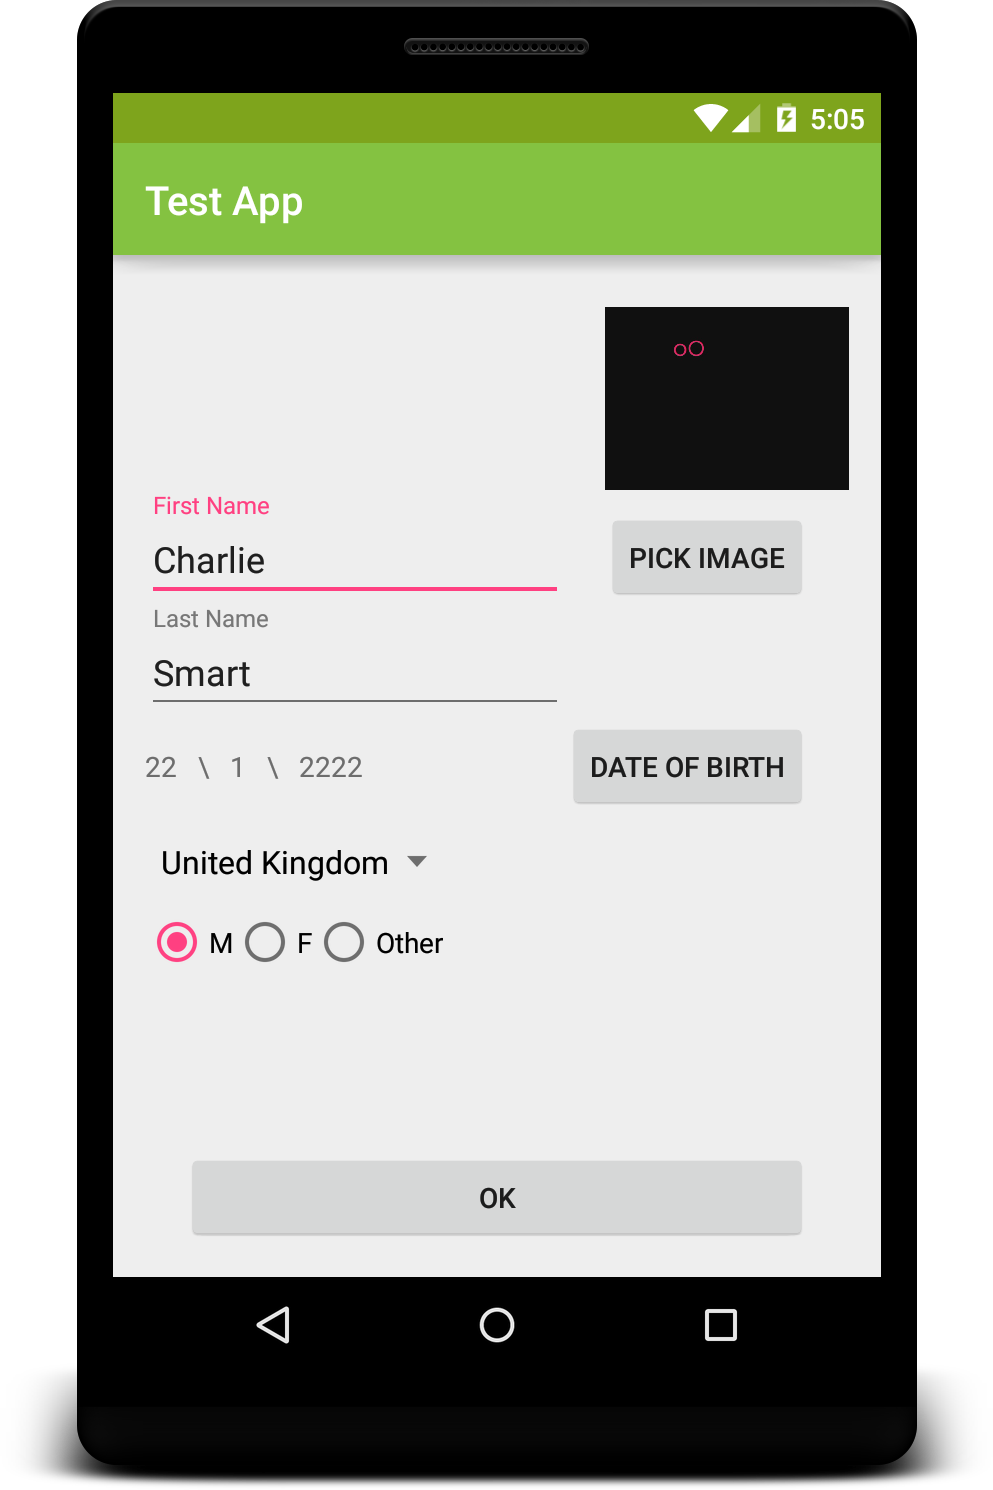 5:05
Test App
oO
First Name
Charlie
PICK IMAGE
Last Name
Smart
22 \ 1 \ 2222
DATE OF BIRTH
United Kingdom
M F Other
OK